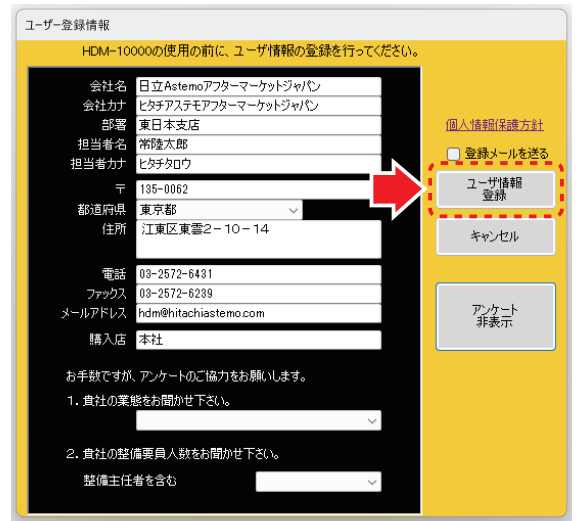 ユーザー登録情報
HDM-10000の使用の前に、ユーザ情報の登録を行ってください。
会社名 日立Astemoアフターマーケットジャパン
会社カナ ヒタチアステモアフターマーケットジャパン
部署 東日本支店
担当者名 常陸太郎
担当者カナ ヒタチタロウ
〒 135-0062
都道府県 東京都
住所 江東区東雲2-10-14
電話 03-2572-6431
ファックス 03-2572-6239
メールアドレス hdm@hitachiastemo.com
購入店 本社
個人情報保護方針
登録メールを送る
ユーザ情報
登録
キャンセル
アンケート
非表示
お手数ですが、アンケートのご協力をお願いします。
1. 貴社の業態をお聞かせ下さい。
2. 貴社の整備要員人数をお聞かせ下さい。
整備主任者を含む